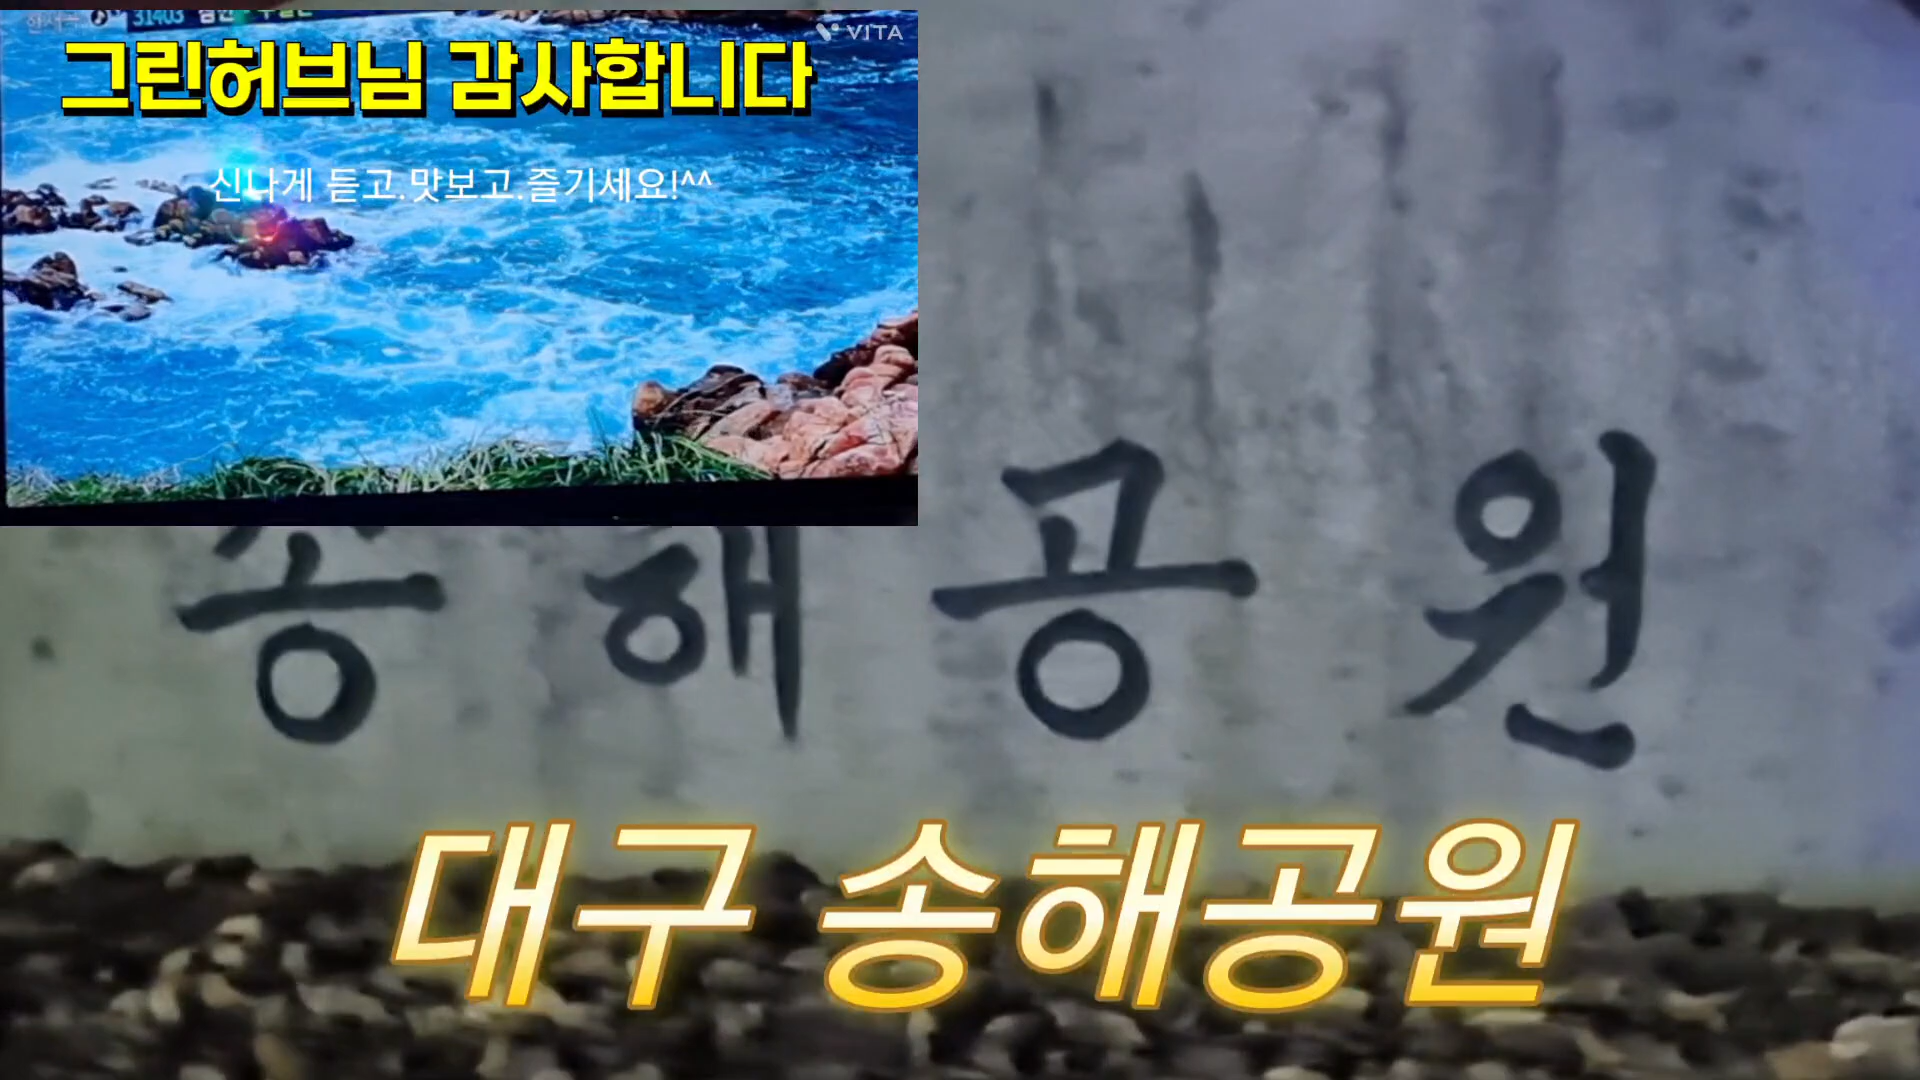 31403
VITA
그린허브님 감사합니다
신나게 듣고.맛보고.즐기세요!^^
송해공원
대구 송해공원